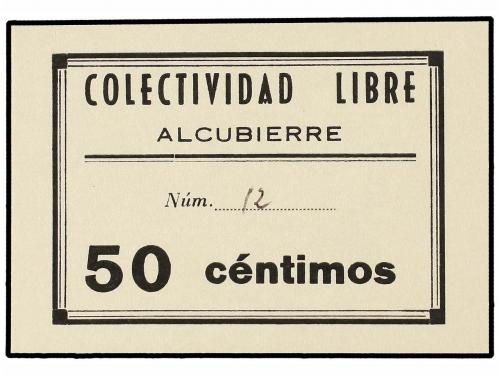 COLECTIVIDAD LIBRE
ALCUBIERRE
Núm. 12
50 céntimos